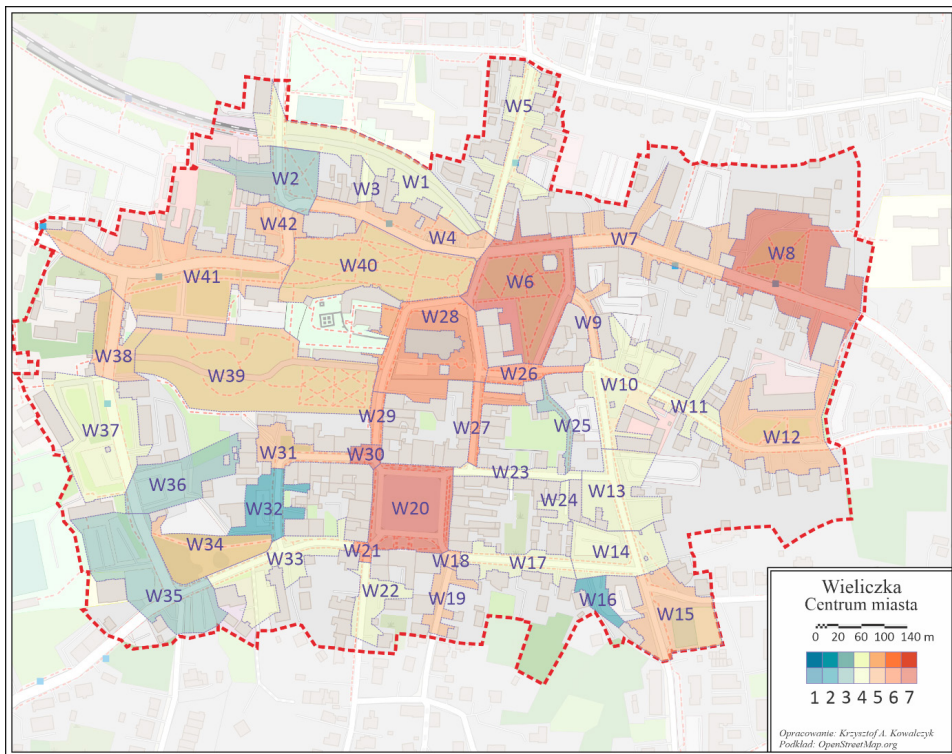 W5
W2
W3
W1
W42
W4
W7
W8
W41
W40
W6
W28
W9
W38
W39
W26
W10
W11
W29
W25
W12
W37
W27
W31
W30
W36
W23
W24
W13
W32
W20
W34
W21
W18
W14
W33
W17
W22
W35
W19
W16
W15
Wieliczka
Centrum miasta
0 20 60 100 140 m
1 2 3 4 5 6 7
Opracowanie: Krzysztof A. Kowalczyk
Podkład: OpenStreetMap.org